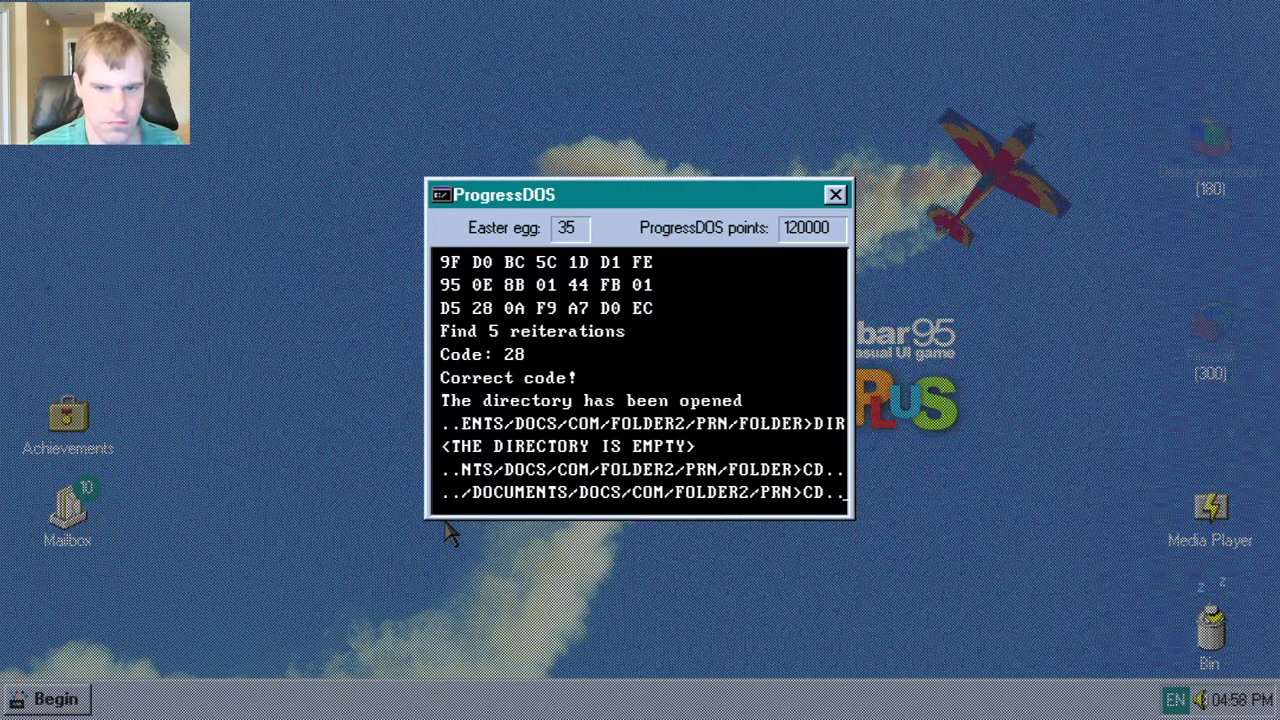 ProgressDOS
Easter egg: 35 ProgressDOS points: 120000
9F D0 BC 5C 1D D1 FE
95 0E 8B 01 44 FB 01
D5 28 0A F9 A7 D0 EC
Find 5 reiterations
Code: 28
Correct code!
The directory has been opened
..ENTS/DOCS/COM/FOLDER2/PRN/FOLDER>DIR
<THE DIRECTORY IS EMPTY>
..NTS/DOCS/COM/FOLDER2/PRN/FOLDER>CD..
../DOCUMENTS/DOCS/COM/FOLDER2/PRN>CD.._
bar95
asual UI game
PLUS
(180)
(300)
Achievements
10
Mailbox
Media Player
z z
Bin
Begin
EN 04:58 PM